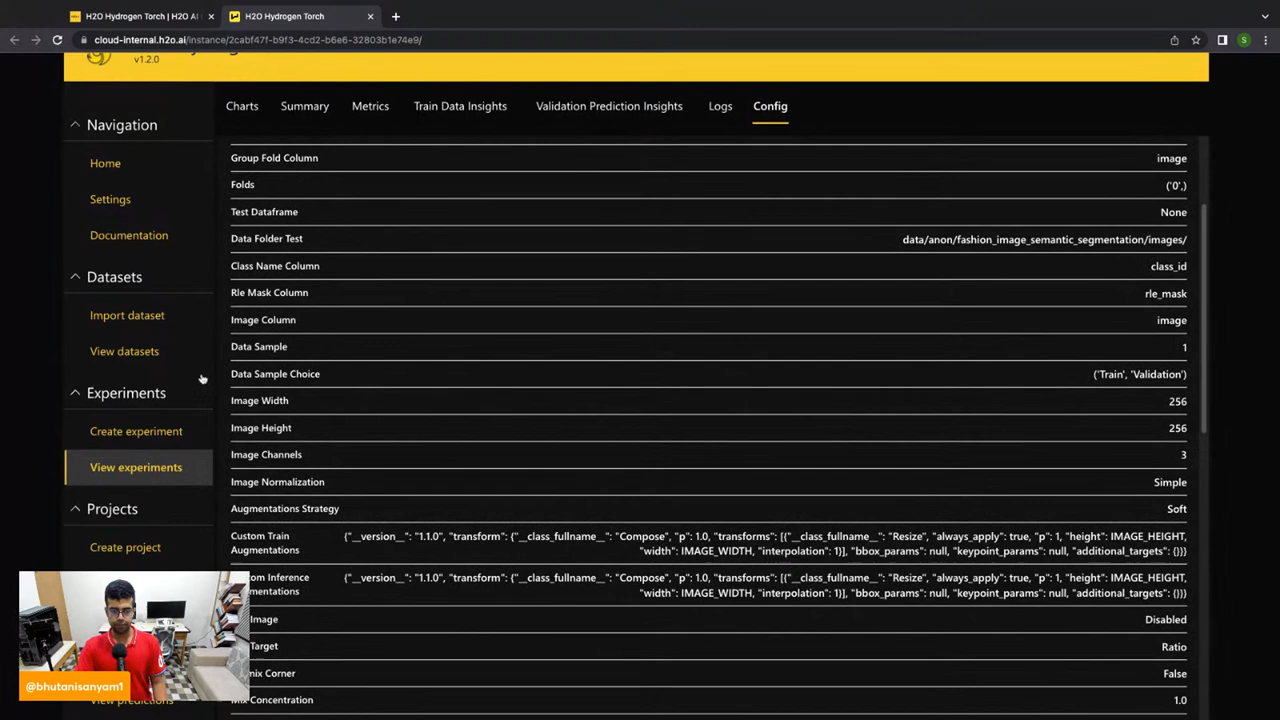 H2O Hydrogen Torch | H2O AI
H2O Hydrogen Torch
cloud-internal.h2o.ai/instance/2cabf47f-b9f3-4cd2-b6e6-32803b1e74e9/
S
v1.2.0
Navigation
Home
Settings
Documentation
Datasets
Import dataset
View datasets
Experiments
Create experiment
View experiments
Projects
Create project
View predictions
@bhutanisanyam1
Charts Summary Metrics Train Data Insights Validation Prediction Insights Logs Config
Group Fold Column image
Folds ('0',)
Test Dataframe None
Data Folder Test data/anon/fashion_image_semantic_segmentation/images/
Class Name Column class_id
Rle Mask Column rle_mask
Image Column image
Data Sample 1
Data Sample Choice ('Train', 'Validation')
Image Width 256
Image Height 256
Image Channels 3
Image Normalization Simple
Augmentations Strategy Soft
Custom Train Augmentations {"__version__": "1.1.0", "transform": {"__class_fullname__": "Compose", "p": 1.0, "transforms": [{"__class_fullname__": "Resize", "always_apply": true, "p": 1, "height": IMAGE_HEIGHT,
"width": IMAGE_WIDTH, "interpolation": 1}], "bbox_params": null, "keypoint_params": null, "additional_targets": {}}}
Inference {"__version__": "1.1.0", "transform": {"__class_fullname__": "Compose", "p": 1.0, "transforms": [{"__class_fullname__": "Resize", "always_apply": true, "p": 1, "height": IMAGE_HEIGHT,
"width": IMAGE_WIDTH, "interpolation": 1}], "bbox_params": null, "keypoint_params": null, "additional_targets": {}}}
Image Disabled
Target Ratio
Corner False
Concentration 1.0